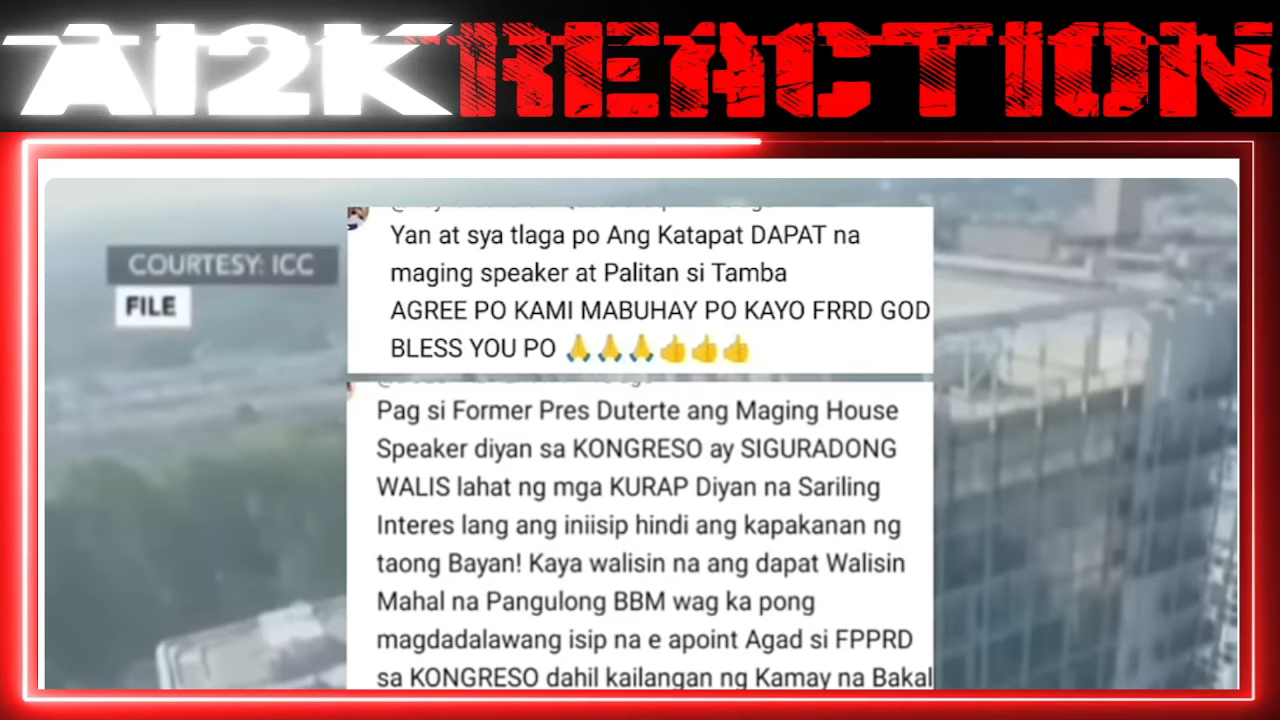 AI2KREACTION
COURTESY: ICC
FILE
Yan at sya tlaga po Ang Katapat DAPAT na
maging speaker at Palitan si Tamba
AGREE PO KAMI MABUHAY PO KAYO FRRD GOD
BLESS YOU PO 🙏🙏🙏👍👍👍
Pag si Former Pres Duterte ang Maging House
Speaker diyan sa KONGRESO ay SIGURADONG
WALIS lahat ng mga KURAP Diyan na Sariling
Interes lang ang iniisip hindi ang kapakanan ng
taong Bayan! Kaya walisin na ang dapat Walisin
Mahal na Pangulong BBM wag ka pong
magdadalawang isip na e apoint Agad si FPPRD
sa KONGRESO dahil kailangan ng Kamay na Bakal